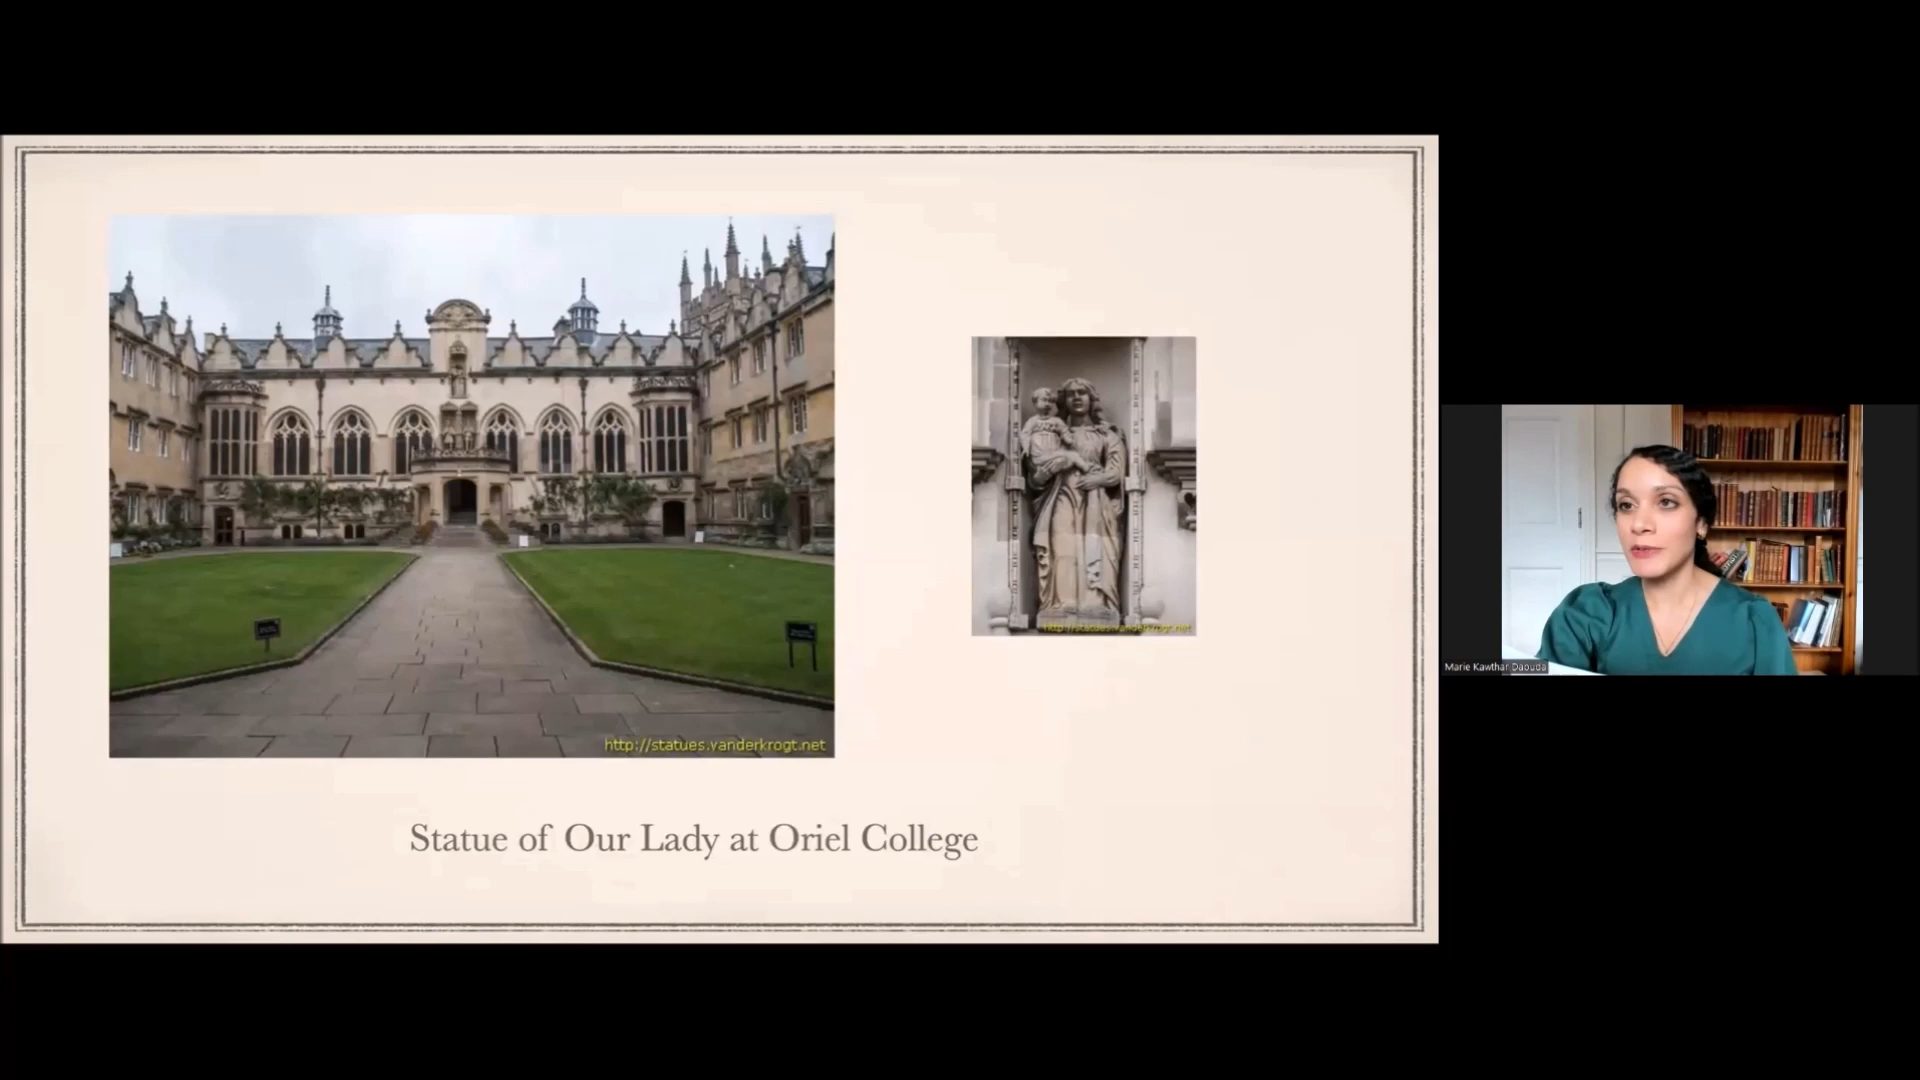 http://statues.vanderkrogt.net
http://statues.vanderkrogt.net
Statue of Our Lady at Oriel College
Marie Kawthar Daouda